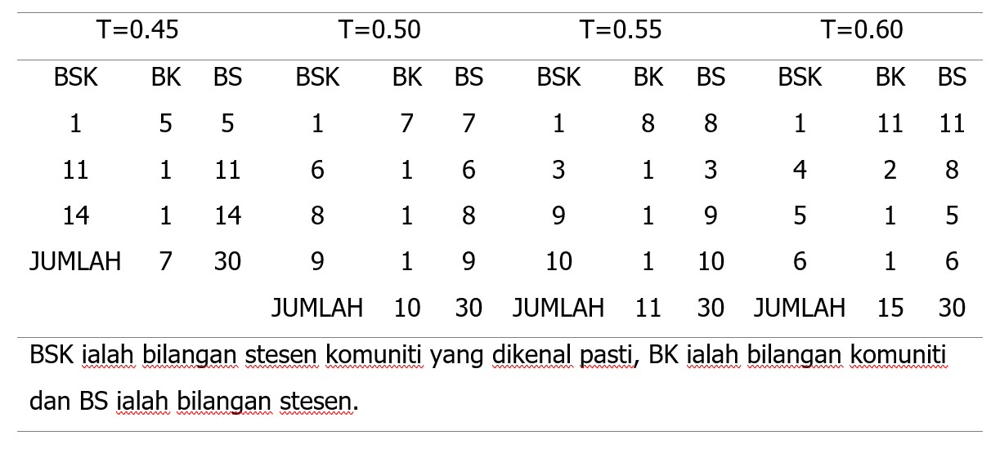 T=0.45 T=0.50 T=0.55 T=0.60
BSK BK BS BSK BK BS BSK BK BS BSK BK BS
1 5 5 1 7 7 1 8 8 1 11 11
11 1 11 6 1 6 3 1 3 4 2 8
14 1 14 8 1 8 9 1 9 5 1 5
JUMLAH 7 30 9 1 9 10 1 10 6 1 6
JUMLAH 10 30 JUMLAH 11 30 JUMLAH 15 30
BSK ialah bilangan stesen komuniti yang dikenal pasti, BK ialah bilangan komuniti
dan BS ialah bilangan stesen.